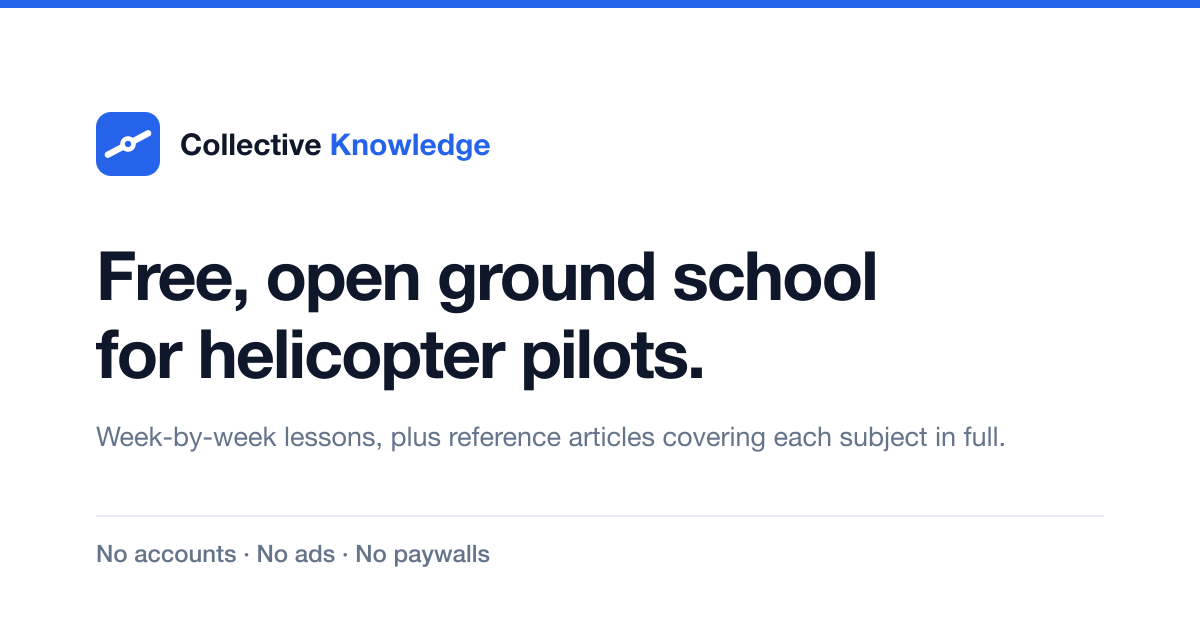 Collective Knowledge
Free, open ground school
for helicopter pilots.
Week-by-week lessons, plus reference articles covering each subject in full.
No accounts · No ads · No paywalls